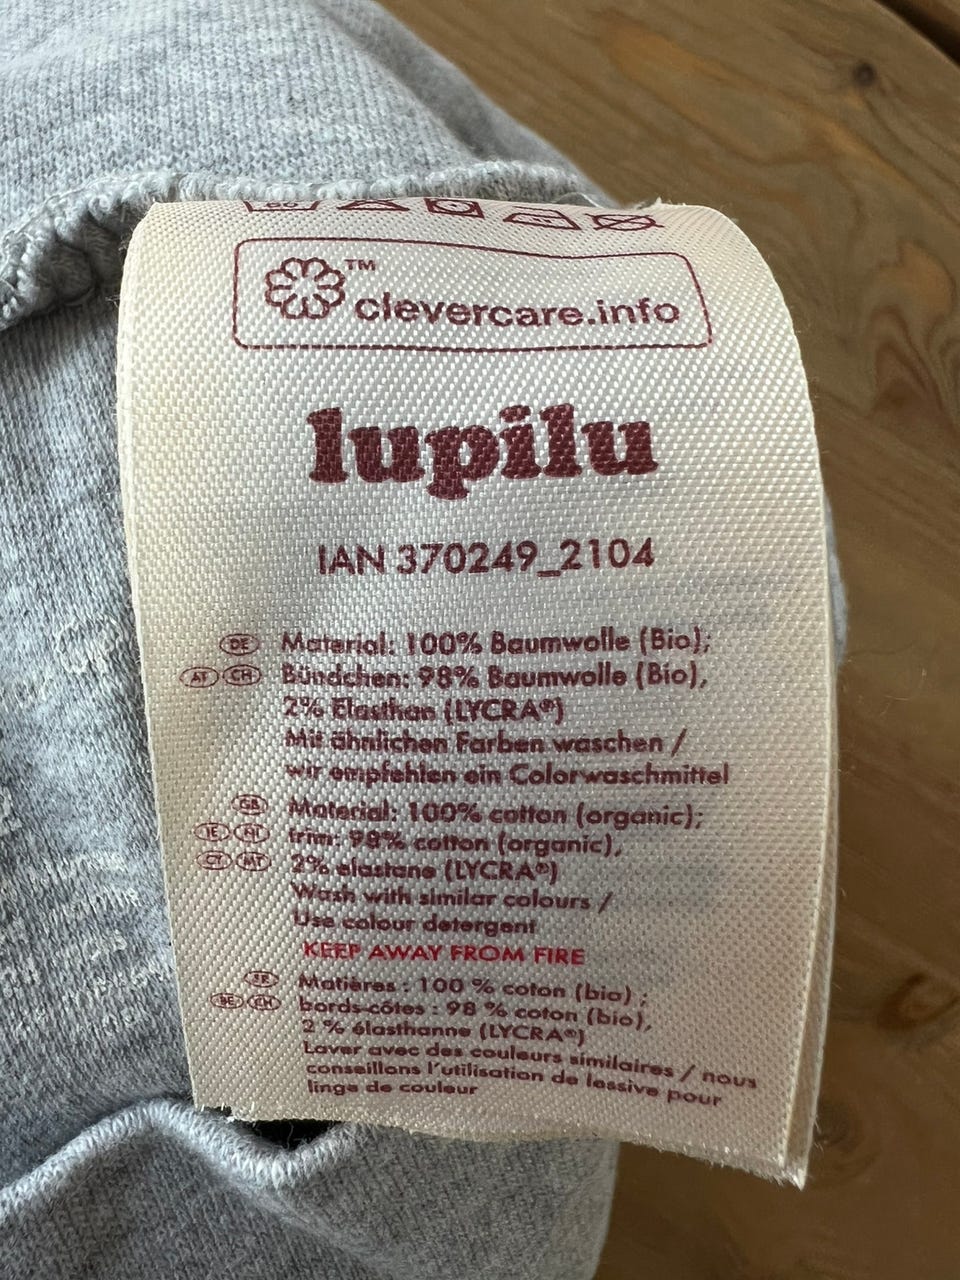 60
™
clevercare.info
lupilu
IAN 370249_2104
DE Material: 100% Baumwolle (Bio);
AT CH Bündchen: 98% Baumwolle (Bio),
2% Elasthan (LYCRA®)
Mit ähnlichen Farben waschen /
wir empfehlen ein Colorwaschmittel
GB Material: 100% cotton (organic);
IE NI trim: 98% cotton (organic),
CY MT 2% elastane (LYCRA®)
Wash with similar colours /
Use colour detergent
KEEP AWAY FROM FIRE
FR Matières : 100 % coton (bio) ;
BE CH bords-côtes : 98 % coton (bio),
2 % élasthanne (LYCRA®)
Laver avec des couleurs similaires / nous
conseillons l'utilisation de lessive pour
linge de couleur